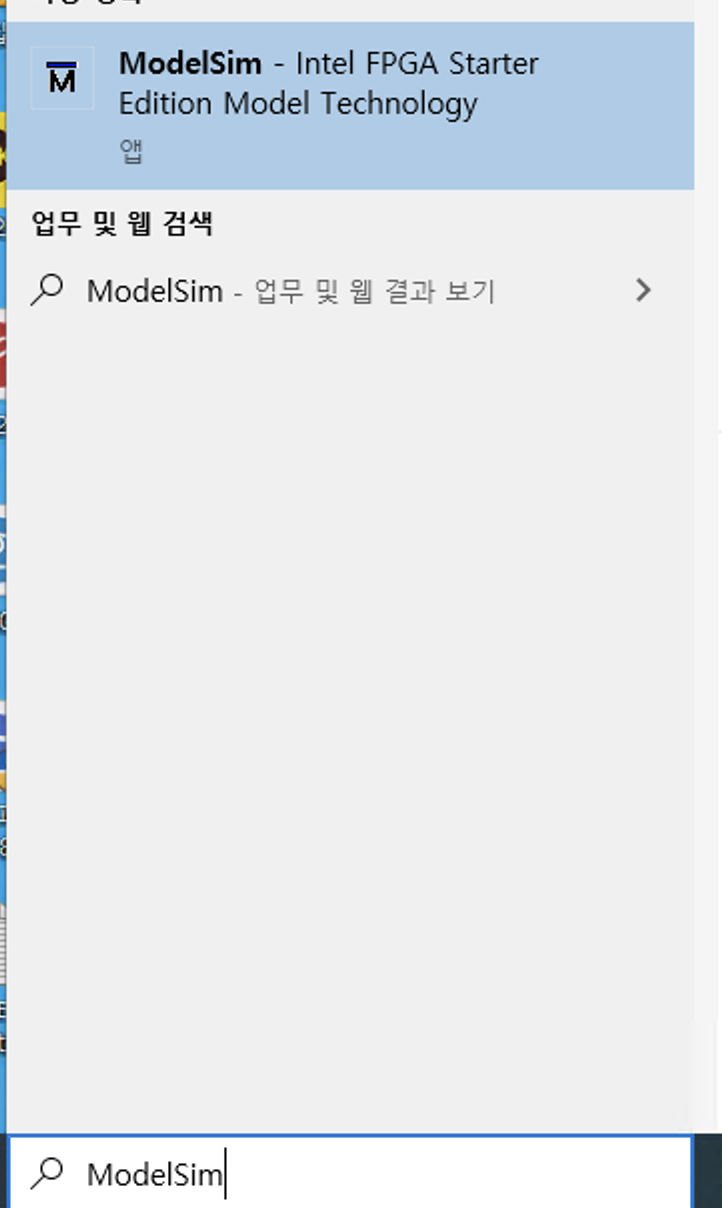 ModelSim - Intel FPGA Starter
Edition Model Technology
앱
업무 및 웹 검색
ModelSim - 업무 및 웹 결과 보기
ModelSim